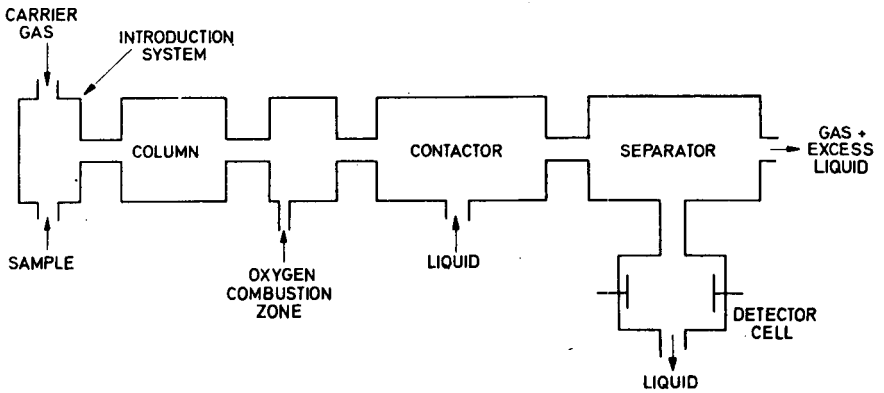 CARRIER
GAS
INTRODUCTION
SYSTEM
COLUMN
CONTACTOR
SEPARATOR
GAS +
EXCESS
LIQUID
SAMPLE
OXYGEN
COMBUSTION
ZONE
LIQUID
DETECTOR
CELL
LIQUID